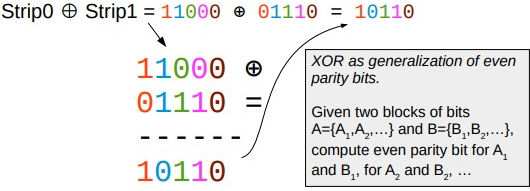 Strip0 ⊕ Strip1 = 11000 ⊕ 01110 = 10110
11000 ⊕
01110 =
------
10110
XOR as generalization of even
parity bits.
Given two blocks of bits
A={A₁,A₂,…} and B={B₁,B₂,…},
compute even parity bit for A₁
and B₁, for A₂ and B₂, …